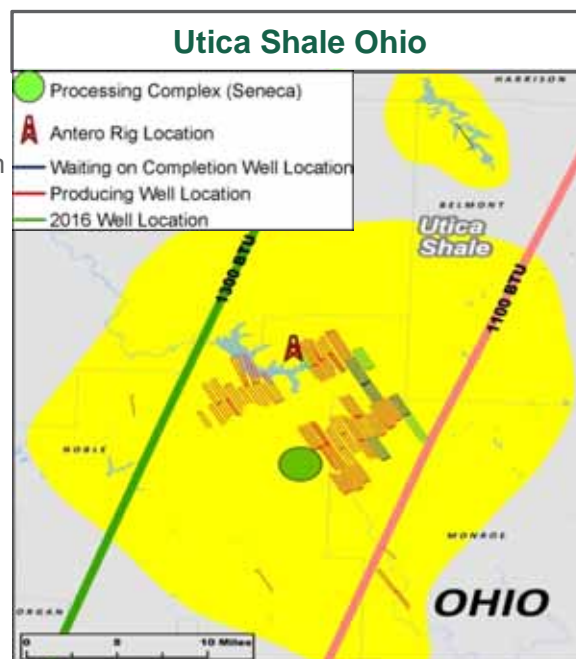 Utica Shale Ohio
Processing Complex (Seneca)
Antero Rig Location
Waiting on Completion Well Location
Producing Well Location
2016 Well Location
HARRISON
BELMONT
Utica
Shale
1300 BTU
1100 BTU
NOBLE
MONROE
OHIO
ORGAN
0 5 10 Miles